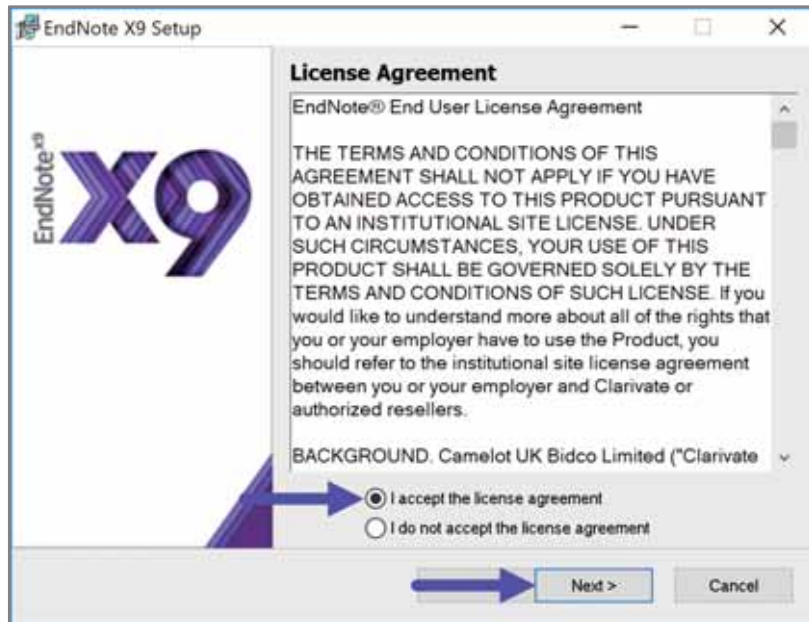 EndNote X9 Setup
EndNote X9
X9
License Agreement
EndNote® End User License Agreement
THE TERMS AND CONDITIONS OF THIS
AGREEMENT SHALL NOT APPLY IF YOU HAVE
OBTAINED ACCESS TO THIS PRODUCT PURSUANT
TO AN INSTITUTIONAL SITE LICENSE. UNDER
SUCH CIRCUMSTANCES, YOUR USE OF THIS
PRODUCT SHALL BE GOVERNED SOLELY BY THE
TERMS AND CONDITIONS OF SUCH LICENSE. If you
would like to understand more about all of the rights that
you or your employer have to use the Product, you
should refer to the institutional site license agreement
between you or your employer and Clarivate or
authorized resellers.
BACKGROUND. Camelot UK Bidco Limited ("Clarivate
I accept the license agreement
I do not accept the license agreement
Next >
Cancel